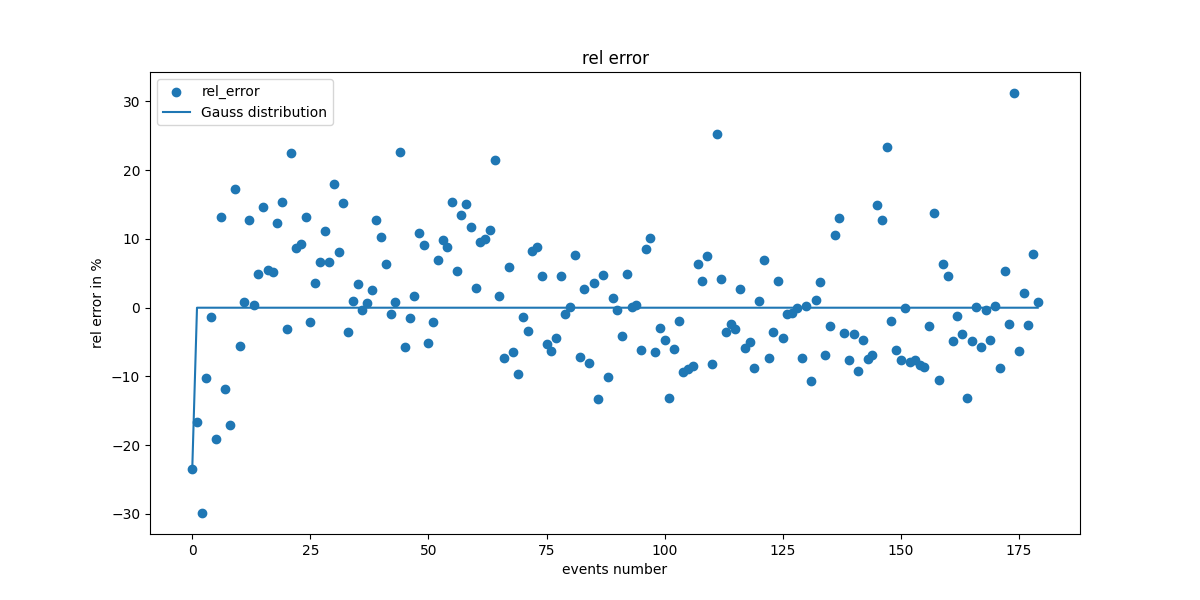 rel error
rel_error
Gauss distribution
30
20
10
0
−10
−20
−30
rel error in %
0 25 50 75 100 125 150 175
events number